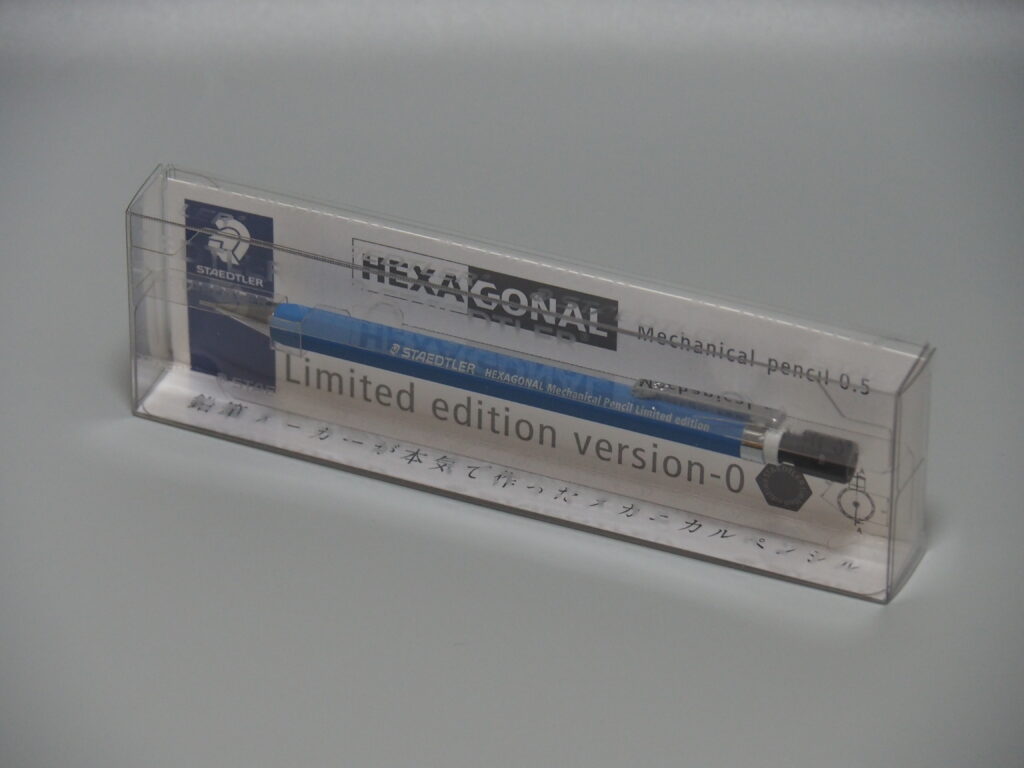 STAEDTLER
HEXAGONAL
Mechanical pencil 0.5
STAEDTLER HEXAGONAL Mechanical Pencil Limited edition
Limited edition version-0
鉛筆メーカーが本気で作ったメカニカルペンシル